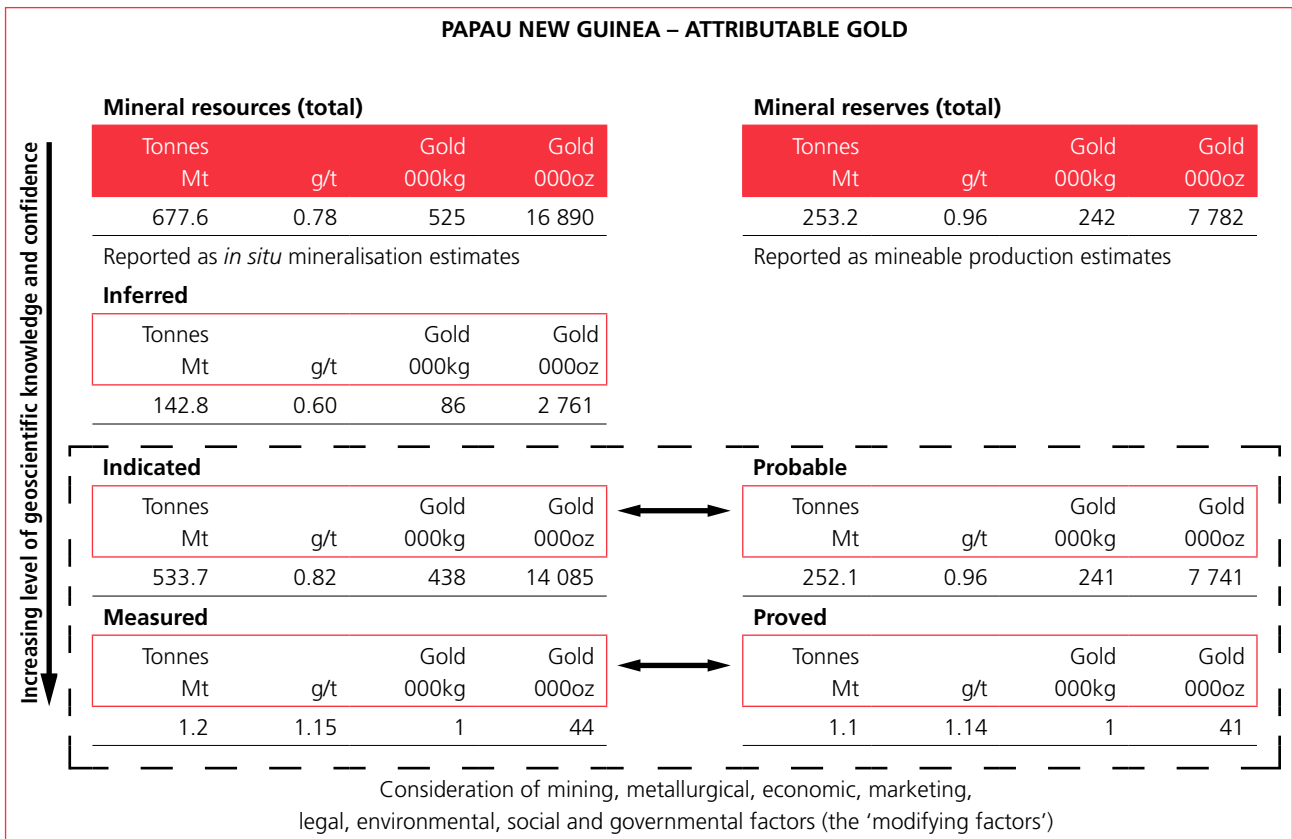 PAPAU NEW GUINEA – ATTRIBUTABLE GOLD
Increasing level of geoscientific knowledge and confidence
Mineral resources (total)
Tonnes Gold Gold
Mt g/t 000kg 000oz
677.6 0.78 525 16 890
Reported as in situ mineralisation estimates
Mineral reserves (total)
Tonnes Gold Gold
Mt g/t 000kg 000oz
253.2 0.96 242 7 782
Reported as mineable production estimates
Inferred
Tonnes Gold Gold
Mt g/t 000kg 000oz
142.8 0.60 86 2 761
Indicated
Tonnes Gold Gold
Mt g/t 000kg 000oz
533.7 0.82 438 14 085
Probable
Tonnes Gold Gold
Mt g/t 000kg 000oz
252.1 0.96 241 7 741
Measured
Tonnes Gold Gold
Mt g/t 000kg 000oz
1.2 1.15 1 44
Proved
Tonnes Gold Gold
Mt g/t 000kg 000oz
1.1 1.14 1 41
Consideration of mining, metallurgical, economic, marketing,
legal, environmental, social and governmental factors (the ‘modifying factors’)